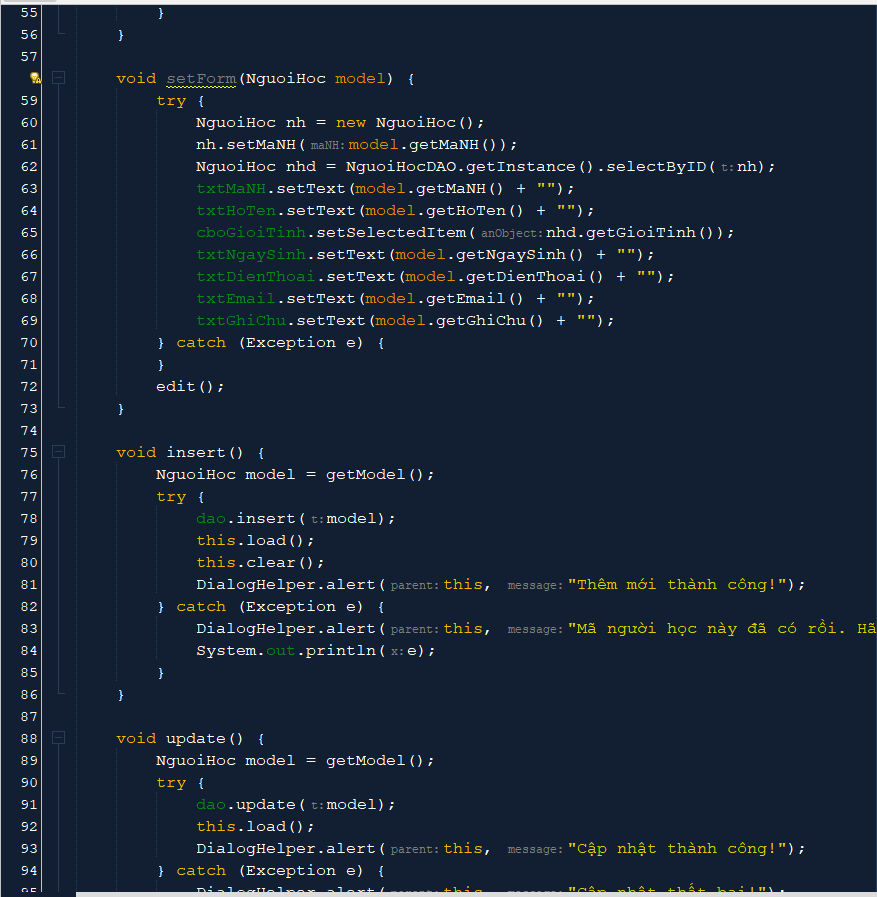 55 }
56 }
57
void setForm(NguoiHoc model) {
59 try {
60 NguoiHoc nh = new NguoiHoc();
61 nh.setMaNH(maNH:model.getMaNH());
62 NguoiHoc nhd = NguoiHocDAO.getInstance().selectByID(t:nh);
63 txtMaNH.setText(model.getMaNH() + "");
64 txtHoTen.setText(model.getHoTen() + "");
65 cboGioiTinh.setSelectedItem(anObject:nhd.getGioiTinh());
66 txtNgaySinh.setText(model.getNgaySinh() + "");
67 txtDienThoai.setText(model.getDienThoai() + "");
68 txtEmail.setText(model.getEmail() + "");
69 txtGhiChu.setText(model.getGhiChu() + "");
70 } catch (Exception e) {
71 }
72 edit();
73 }
74
75 void insert() {
76 NguoiHoc model = getModel();
77 try {
78 dao.insert(t:model);
79 this.load();
80 this.clear();
81 DialogHelper.alert(parent:this, message:"Thêm mới thành công!");
82 } catch (Exception e) {
83 DialogHelper.alert(parent:this, message:"Mã người học này đã có rồi. Hã
84 System.out.println(x:e);
85 }
86 }
87
88 void update() {
89 NguoiHoc model = getModel();
90 try {
91 dao.update(t:model);
92 this.load();
93 DialogHelper.alert(parent:this, message:"Cập nhật thành công!");
94 } catch (Exception e) {
95 DialogHelper.alert(parent:this, message:"Cập nhật thất bại!");